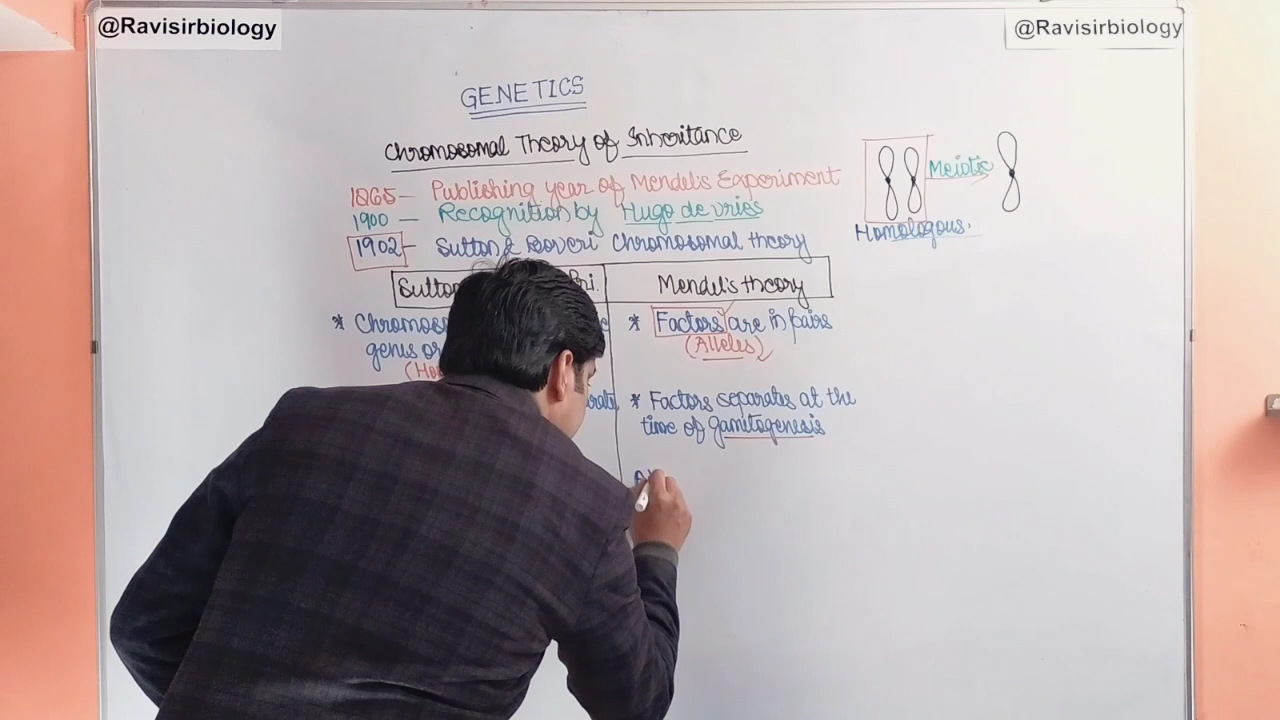 @Ravisirbiology
@Ravisirbiology
GENETICS
Chromosomal Theory of Inheritance
1865 - Publishing year of Mendel's Experiment
1900 - Recognition by Hugo de vries
1902 - Sutton & Boveri Chromosomal theory
Meiotic
Homologous.
Mendel's theory
* Factors are in pairs
(Alleles)
genes or
* Factors separates at the
time of gametogenesis